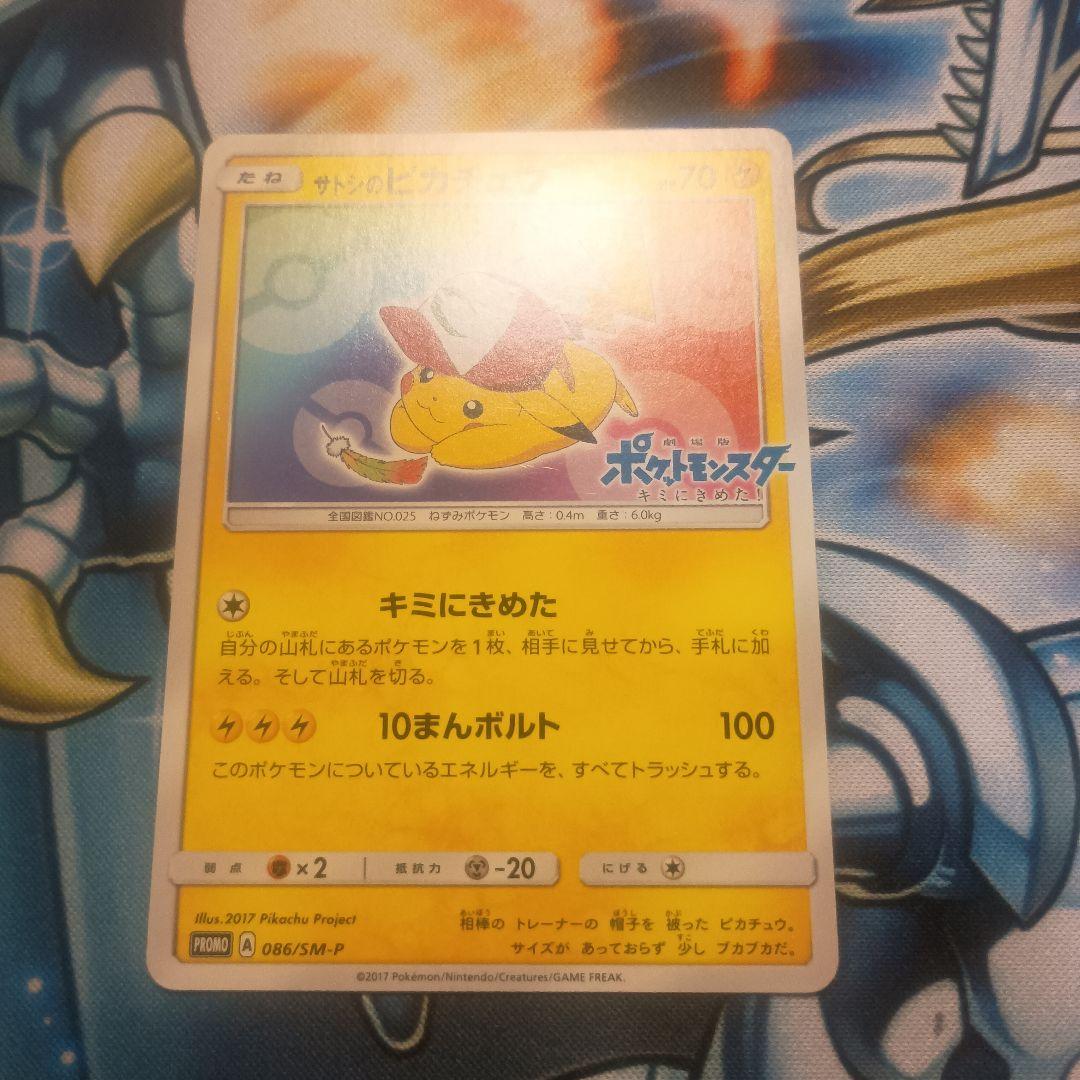 たね サトシのピカチュウ HP70
劇場版
ポケットモンスター
キミにきめた!
全国図鑑NO.025 ねずみポケモン 高さ:0.4m 重さ:6.0kg
キミにきめた
自分の山札にあるポケモンを1枚、相手に見せてから、手札に加
える。そして山札を切る。
10まんボルト 100
このポケモンについているエネルギーを、すべてトラッシュする。
弱点 ×2 抵抗力 -20 にげる
Illus.2017 Pikachu Project
相棒の トレーナーの 帽子を 被った ピカチュウ。
サイズが あっておらず 少し ブカブカだ。
PROMO A 086/SM-P
©2017 Pokémon/Nintendo/Creatures/GAME FREAK.